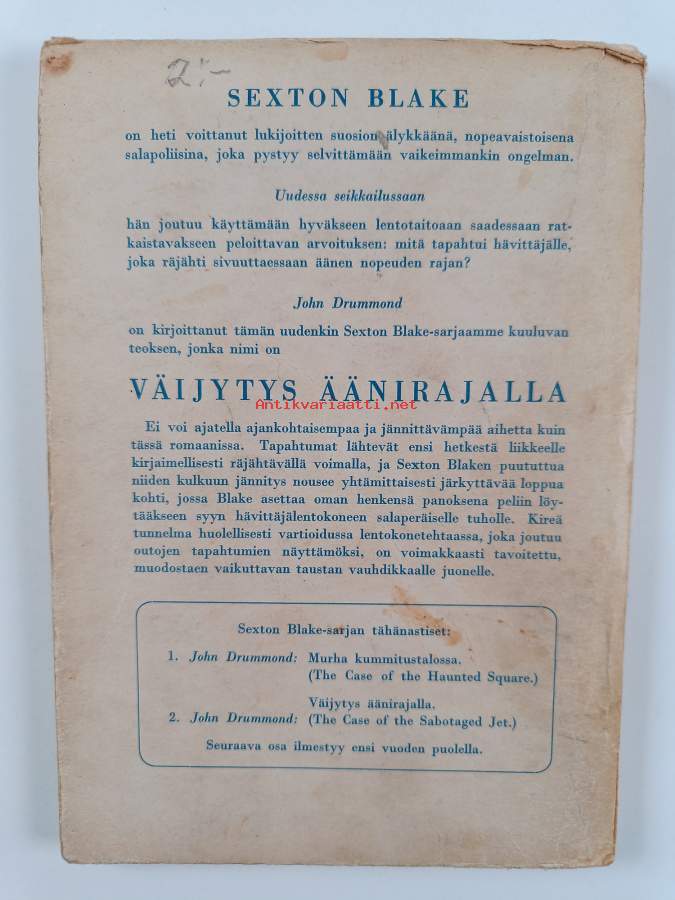 2:-
SEXTON BLAKE
on heti voittanut lukijoitten suosion älykkäänä, nopeavaistoisena
salapoliisina, joka pystyy selvittämään vaikeimmankin ongelman.
Uudessa seikkailussaan
hän joutuu käyttämään hyväkseen lentotaitoaan saadessaan rat-
kaistavakseen peloittavan arvoituksen: mitä tapahtui hävittäjälle,
joka räjähti sivuuttaessaan äänen nopeuden rajan?
John Drummond
on kirjoittanut tämän uudenkin Sexton Blake-sarjaamme kuuluvan
teoksen, jonka nimi on
VÄIJYTYS ÄÄNIRAJALLA
Antikvariaatti.net
Ei voi ajatella ajankohtaisempaa ja jännittävämpää aihetta kuin
tässä romaanissa. Tapahtumat lähtevät ensi hetkestä liikkeelle
kirjaimellisesti räjähtävällä voimalla, ja Sexton Blaken puututtua
niiden kulkuun jännitys nousee yhtämittaisesti järkyttävää loppua
kohti, jossa Blake asettaa oman henkensä panoksena peliin löy-
tääkseen syyn hävittäjälentokoneen salaperäiselle tuholle. Kireä
tunnelma huolellisesti vartioidussa lentokonetehtaassa, joka joutuu
outojen tapahtumien näyttämöksi, on voimakkaasti tavoitettu,
muodostaen vaikuttavan taustan vauhdikkaalle juonelle.
Sexton Blake-sarjan tähänastiset:
1. John Drummond: Murha kummitustalossa.
(The Case of the Haunted Square.)
Väijytys äänirajalla.
2. John Drummond: (The Case of the Sabotaged Jet.)
Seuraava osa ilmestyy ensi vuoden puolella.